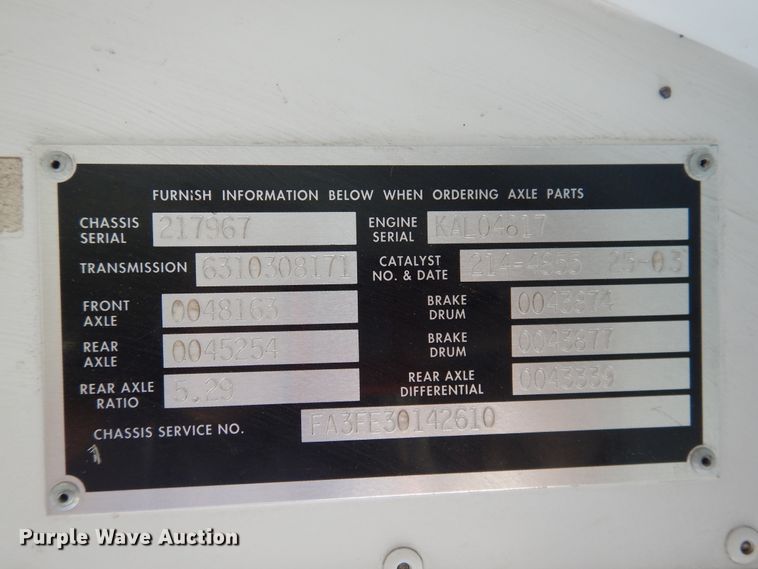 FURNISH INFORMATION BELOW WHEN ORDERING AXLE PARTS
CHASSIS SERIAL 217967 ENGINE SERIAL KAL04817
TRANSMISSION 6310308171 CATALYST NO. & DATE 214-4855 25-03
FRONT AXLE 0048163 BRAKE DRUM 0043874
REAR AXLE 0045254 BRAKE DRUM 0043877
REAR AXLE RATIO 5.29 REAR AXLE DIFFERENTIAL 0043339
CHASSIS SERVICE NO. FA3FE30142610
Purple Wave Auction